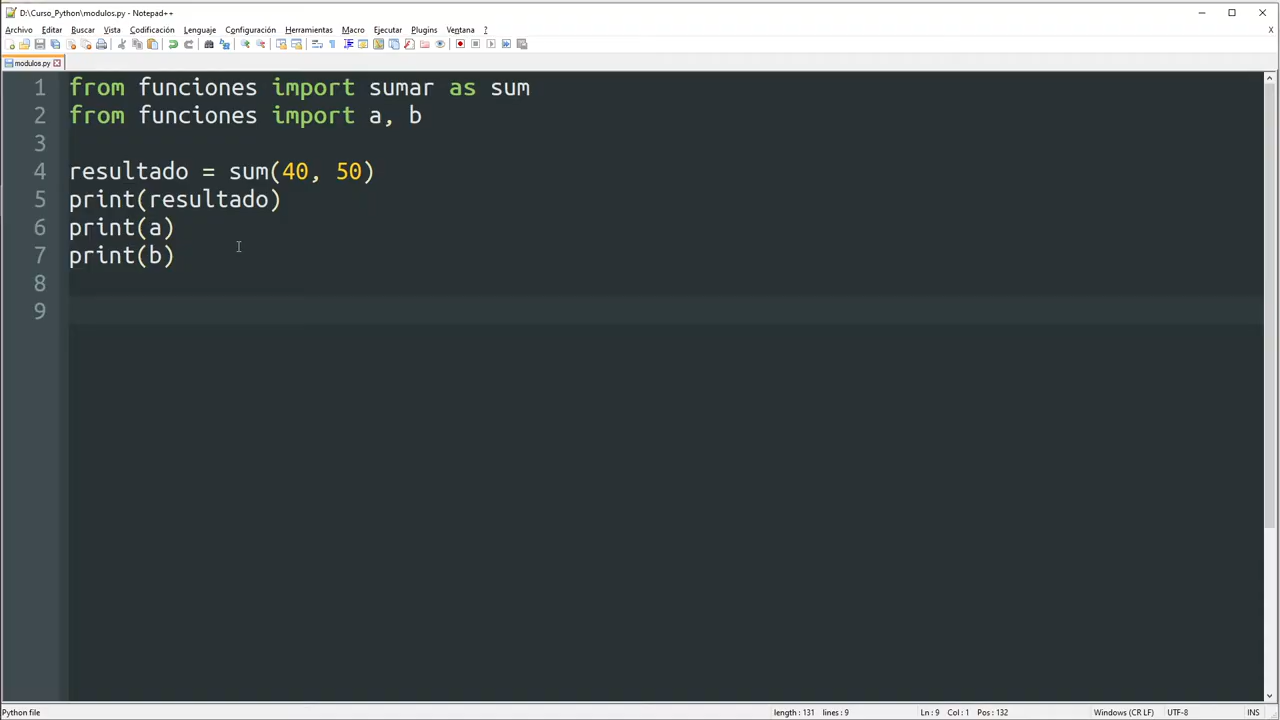 D:\Curso_Python\modulos.py - Notepad++
Archivo Editar Buscar Vista Codificación Lenguaje Configuración Herramientas Macro Ejecutar Plugins Ventana ? X
modulos.py
1 from funciones import sumar as sum
2 from funciones import a, b
3
4 resultado = sum(40, 50)
5 print(resultado)
6 print(a)
7 print(b)
8
9
Python file length : 131 lines : 9 Ln : 9 Col : 1 Pos : 132 Windows (CR LF) UTF-8 INS